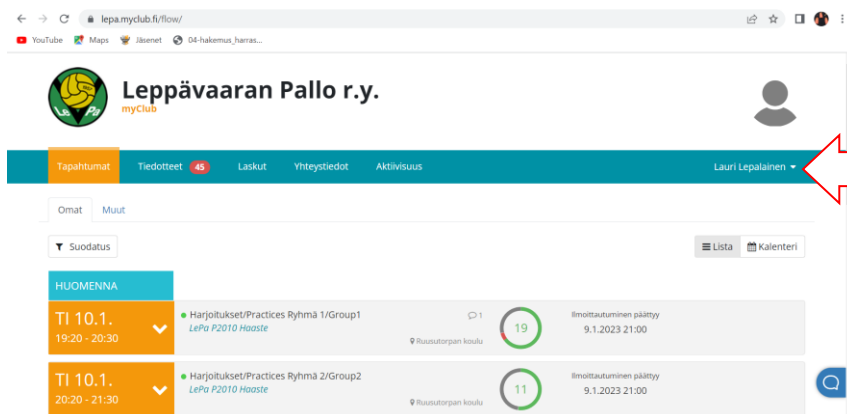 lepa.myclub.fi/flow/
YouTube Maps Jäsenet 04-hakemus_harras...
Le Pa
Leppävaaran Pallo r.y.
myClub
Tapahtumat Tiedotteet 45 Laskut Yhteystiedot Aktiivisuus Lauri Lepalainen
Omat Muut
Suodatus Lista Kalenteri
HUOMENNA
TI 10.1.
19:20 - 20:30
Harjoitukset/Practices Ryhmä 1/Group1
LePa P2010 Haaste
1
Ruusutorpan koulu
19
Ilmoittautuminen päättyy
9.1.2023 21:00
TI 10.1.
20:20 - 21:30
Harjoitukset/Practices Ryhmä 2/Group2
LePa P2010 Haaste
Ruusutorpan koulu
11
Ilmoittautuminen päättyy
9.1.2023 21:00